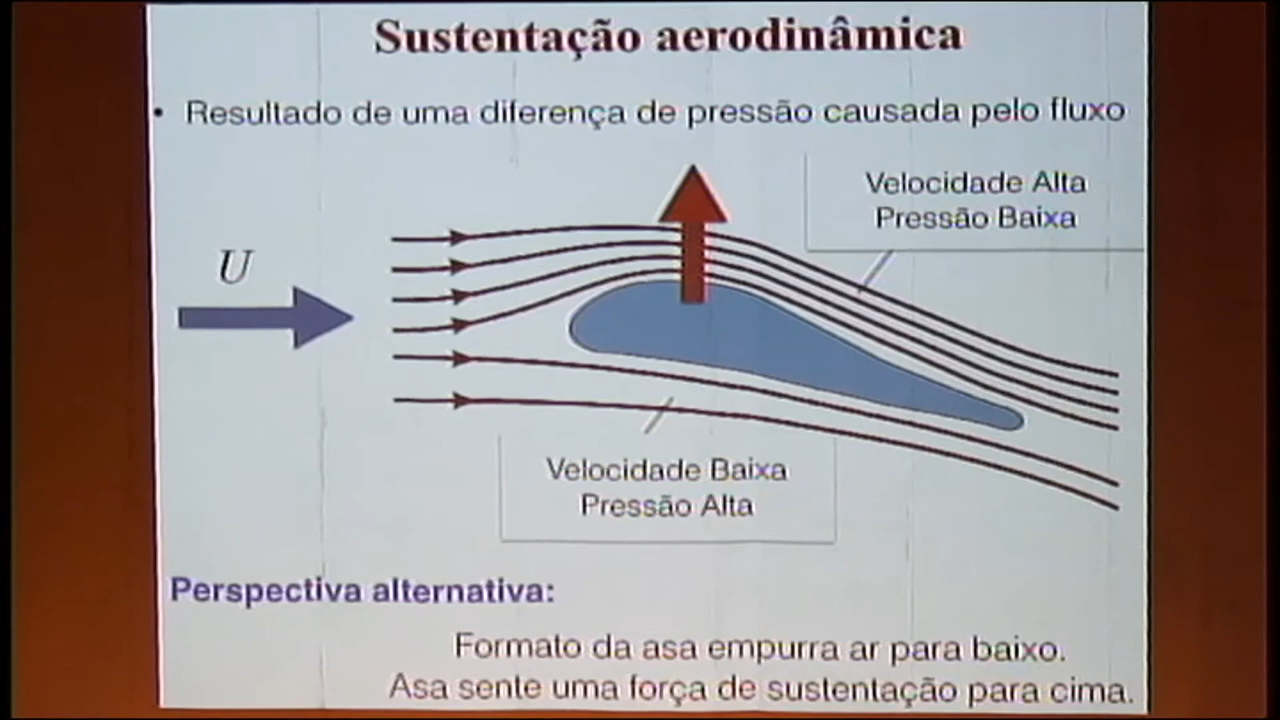 Sustentação aerodinâmica
• Resultado de uma diferença de pressão causada pelo fluxo
Velocidade Alta
Pressão Baixa
U
Velocidade Baixa
Pressão Alta
Perspectiva alternativa:
Formato da asa empurra ar para baixo.
Asa sente uma força de sustentação para cima.